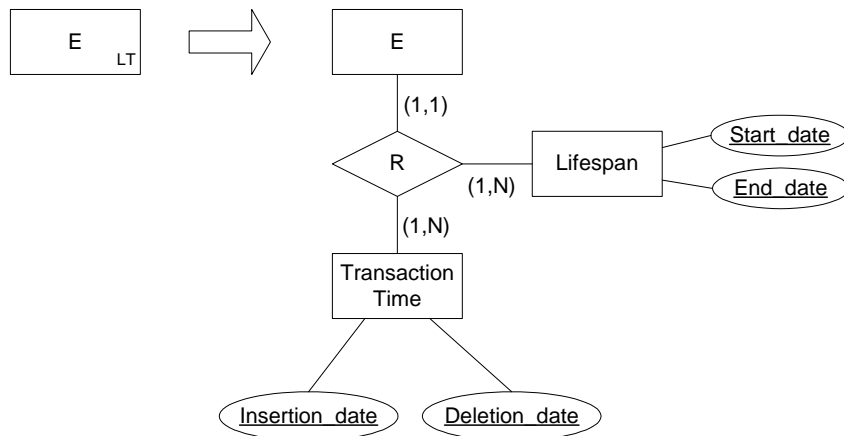 E
LT
E
(1,1)
R
(1,N)
Lifespan
Start_date
End_date
(1,N)
Transaction
Time
Insertion_date
Deletion_date